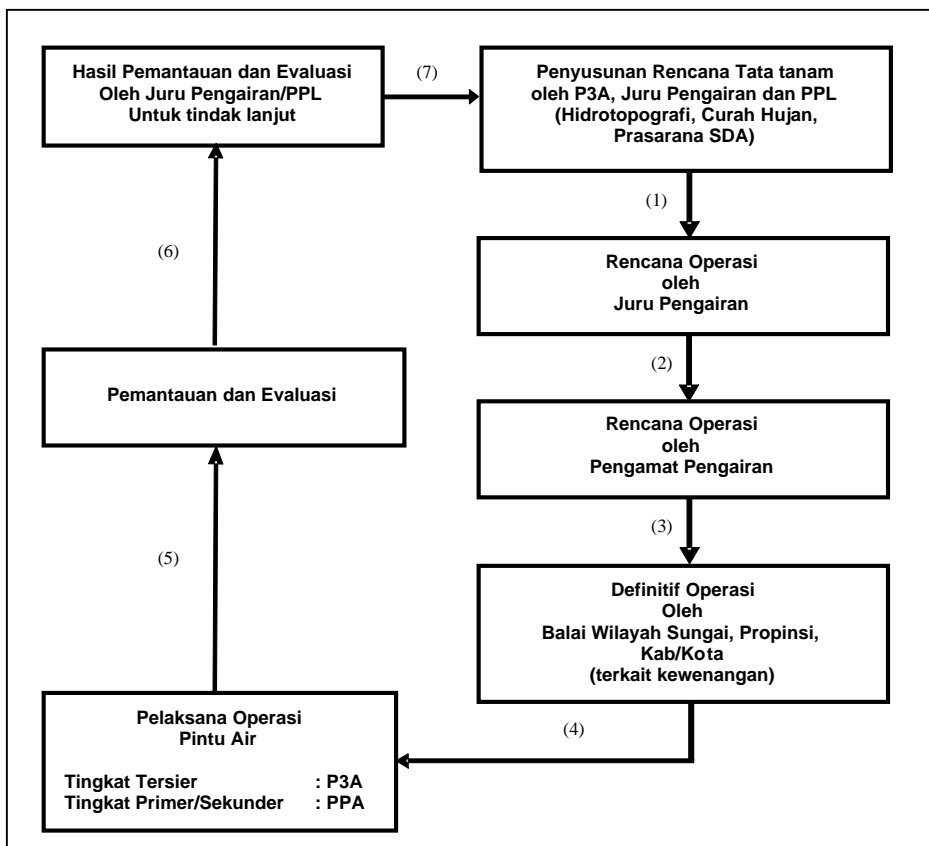 Hasil Pemantauan dan Evaluasi
Oleh Juru Pengairan/PPL
Untuk tindak lanjut
(7)
Penyusunan Rencana Tata tanam
oleh P3A, Juru Pengairan dan PPL
(Hidrotopografi, Curah Hujan,
Prasarana SDA)
(1)
Rencana Operasi
oleh
Juru Pengairan
(2)
Rencana Operasi
oleh
Pengamat Pengairan
(3)
Definitif Operasi
Oleh
Balai Wilayah Sungai, Propinsi,
Kab/Kota
(terkait kewenangan)
(4)
Pelaksana Operasi
Pintu Air
Tingkat Tersier : P3A
Tingkat Primer/Sekunder : PPA
(5)
Pemantauan dan Evaluasi
(6)